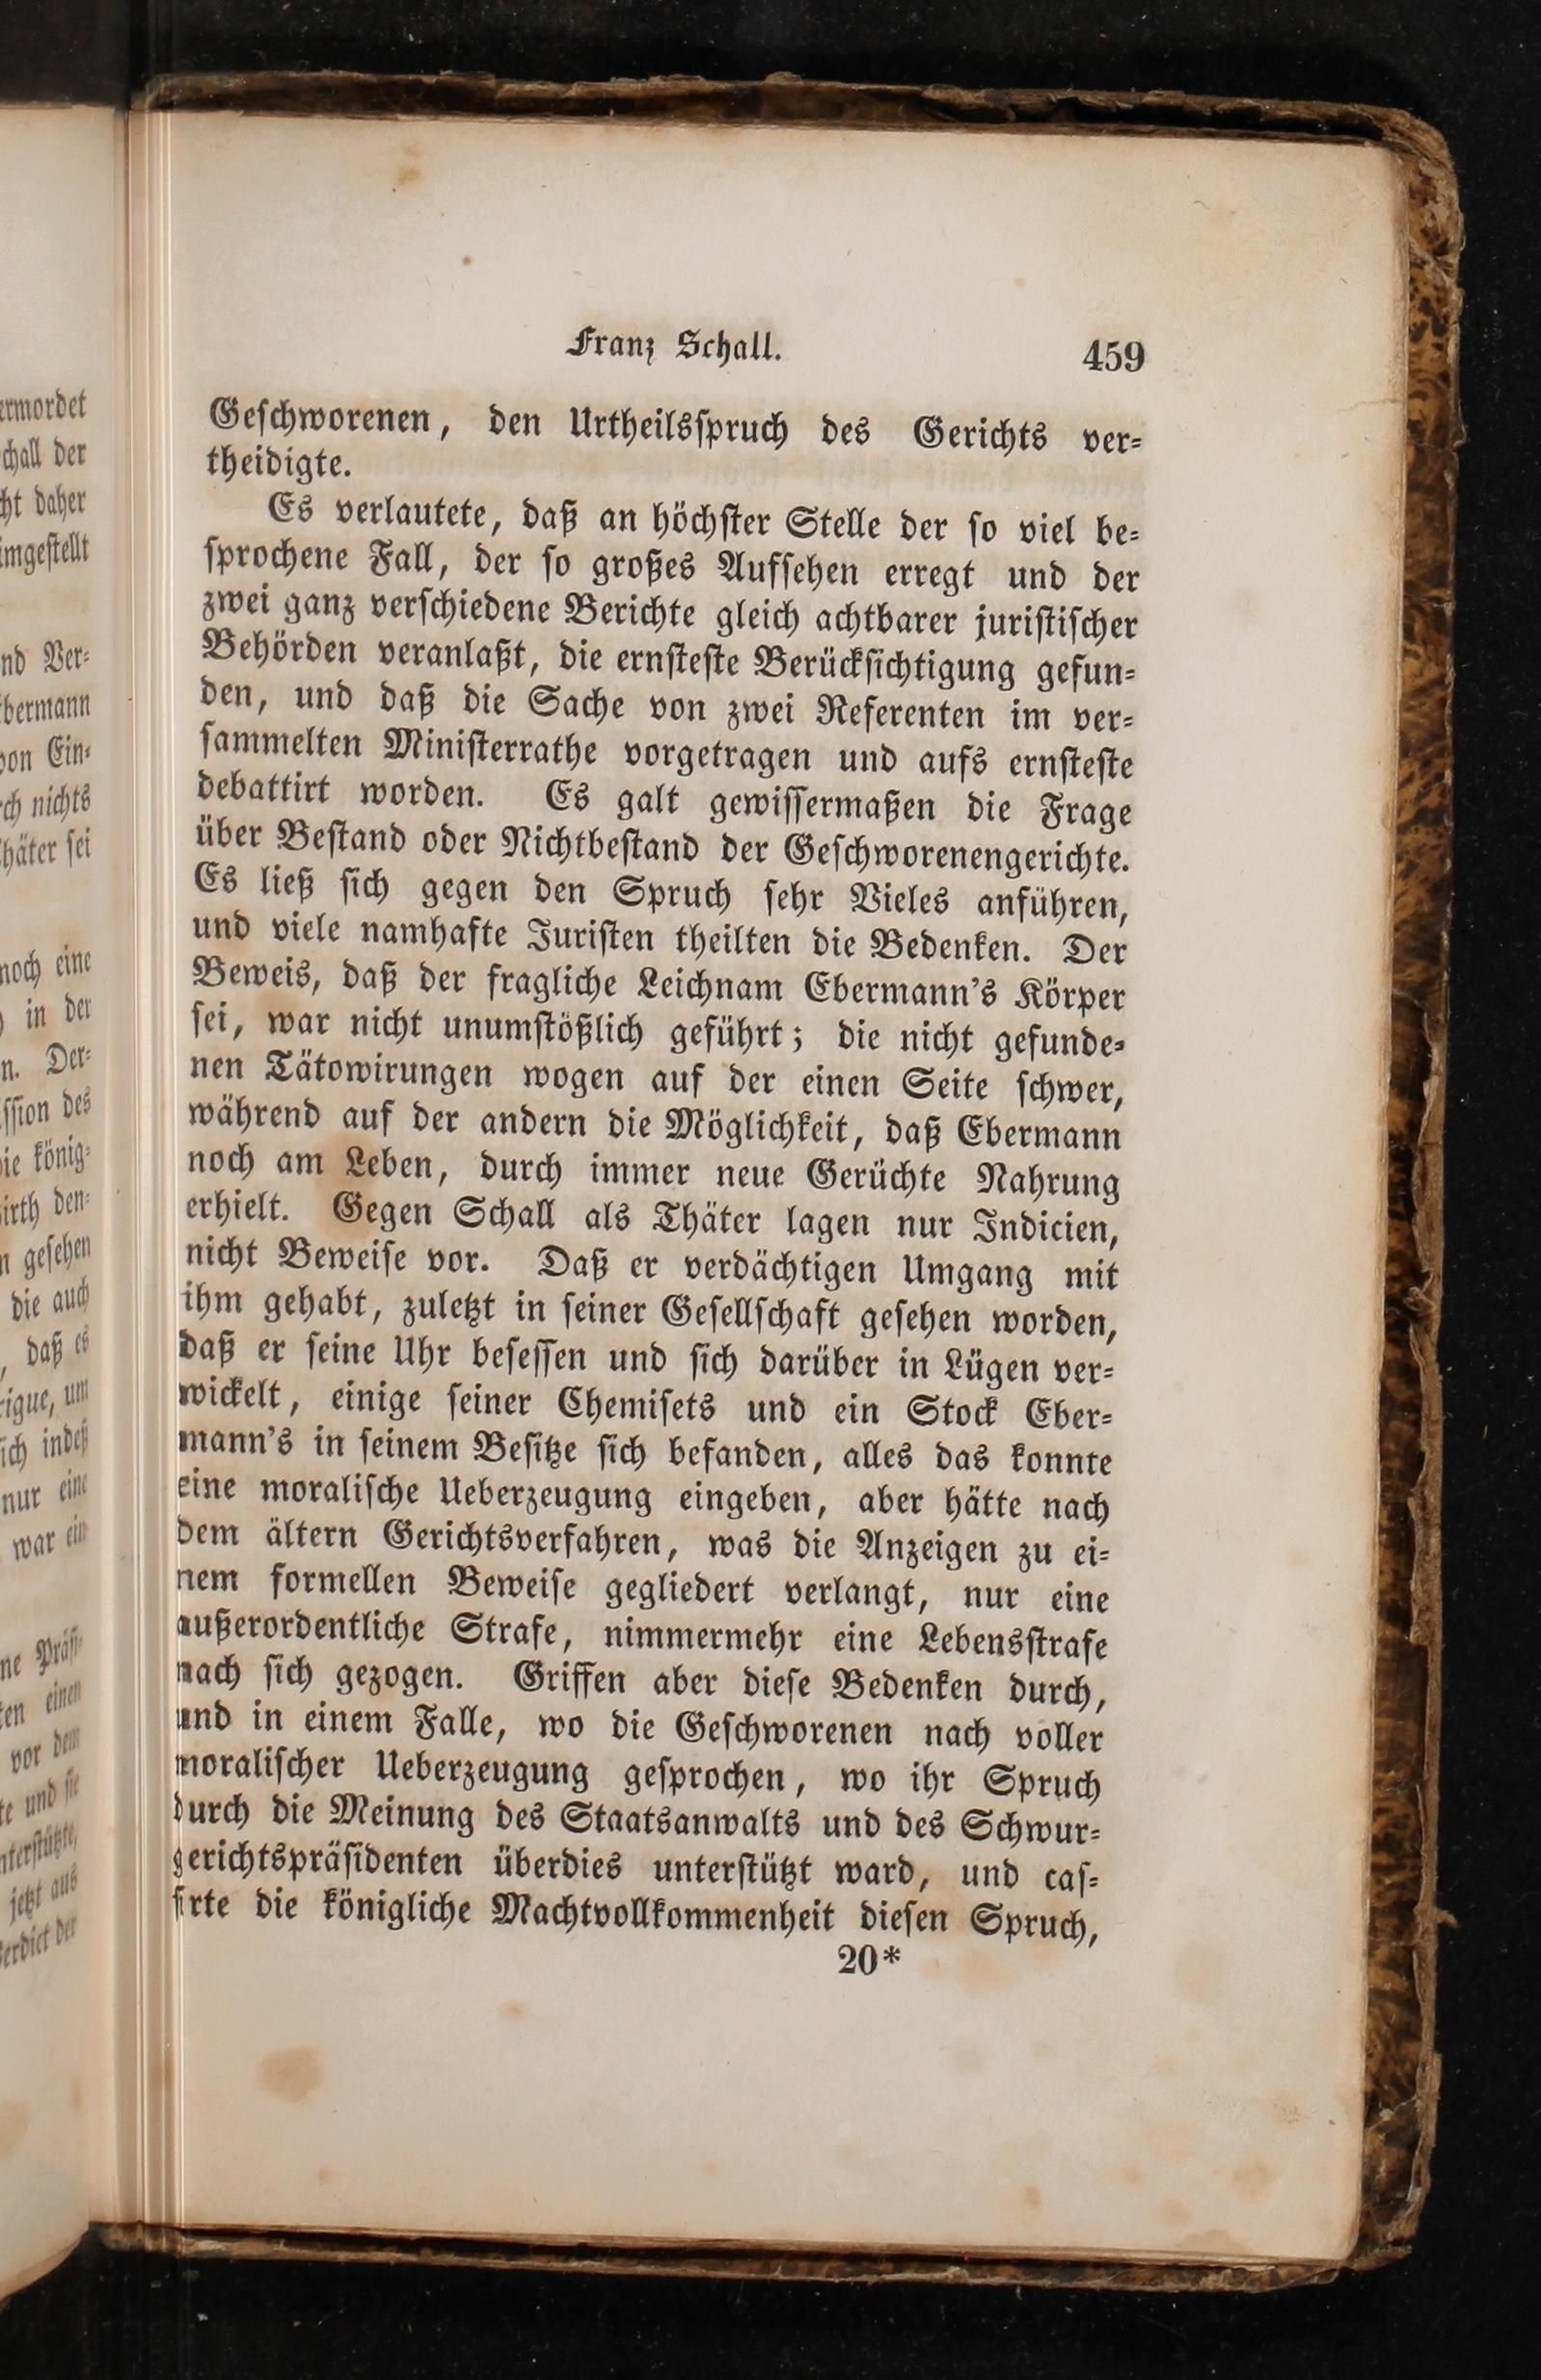 Franz Schall. 459
Geſchworenen, den Urtheilsſpruch des Gerichts ver-
theidigte.
Es verlautete, daß an höchſter Stelle der ſo viel be-
ſprochene Fall, der ſo großes Aufſehen erregt und der
zwei ganz verſchiedene Berichte gleich achtbarer juriſtiſcher
Behörden veranlaßt, die ernſteſte Berückſichtigung gefun-
den, und daß die Sache von zwei Referenten im ver-
ſammelten Miniſterrathe vorgetragen und aufs ernſteſte
debattirt worden. Es galt gewiſſermaßen die Frage
über Beſtand oder Nichtbeſtand der Geſchworenengerichte.
Es ließ ſich gegen den Spruch ſehr Vieles anführen,
und viele namhafte Juriſten theilten die Bedenken. Der
Beweis, daß der fragliche Leichnam Ebermann's Körper
ſei, war nicht unumſtößlich geführt; die nicht gefunde-
nen Tätowirungen wogen auf der einen Seite ſchwer,
während auf der andern die Möglichkeit, daß Ebermann
noch am Leben, durch immer neue Gerüchte Nahrung
erhielt. Gegen Schall als Thäter lagen nur Indicien,
nicht Beweiſe vor. Daß er verdächtigen Umgang mit
ihm gehabt, zuletzt in ſeiner Geſellſchaft geſehen worden,
daß er ſeine Uhr beſeſſen und ſich darüber in Lügen ver-
wickelt, einige ſeiner Chemiſets und ein Stock Eber-
mann's in ſeinem Beſitze ſich befanden, alles das konnte
eine moraliſche Ueberzeugung eingeben, aber hätte nach
dem ältern Gerichtsverfahren, was die Anzeigen zu ei-
nem formellen Beweiſe gegliedert verlangt, nur eine
außerordentliche Strafe, nimmermehr eine Lebensſtrafe
nach ſich gezogen. Griffen aber dieſe Bedenken durch,
und in einem Falle, wo die Geſchworenen nach voller
moraliſcher Ueberzeugung geſprochen, wo ihr Spruch
durch die Meinung des Staatsanwalts und des Schwur-
gerichtspräſidenten überdies unterſtützt ward, und caſ-
ſirte die königliche Machtvollkommenheit dieſen Spruch,
20*